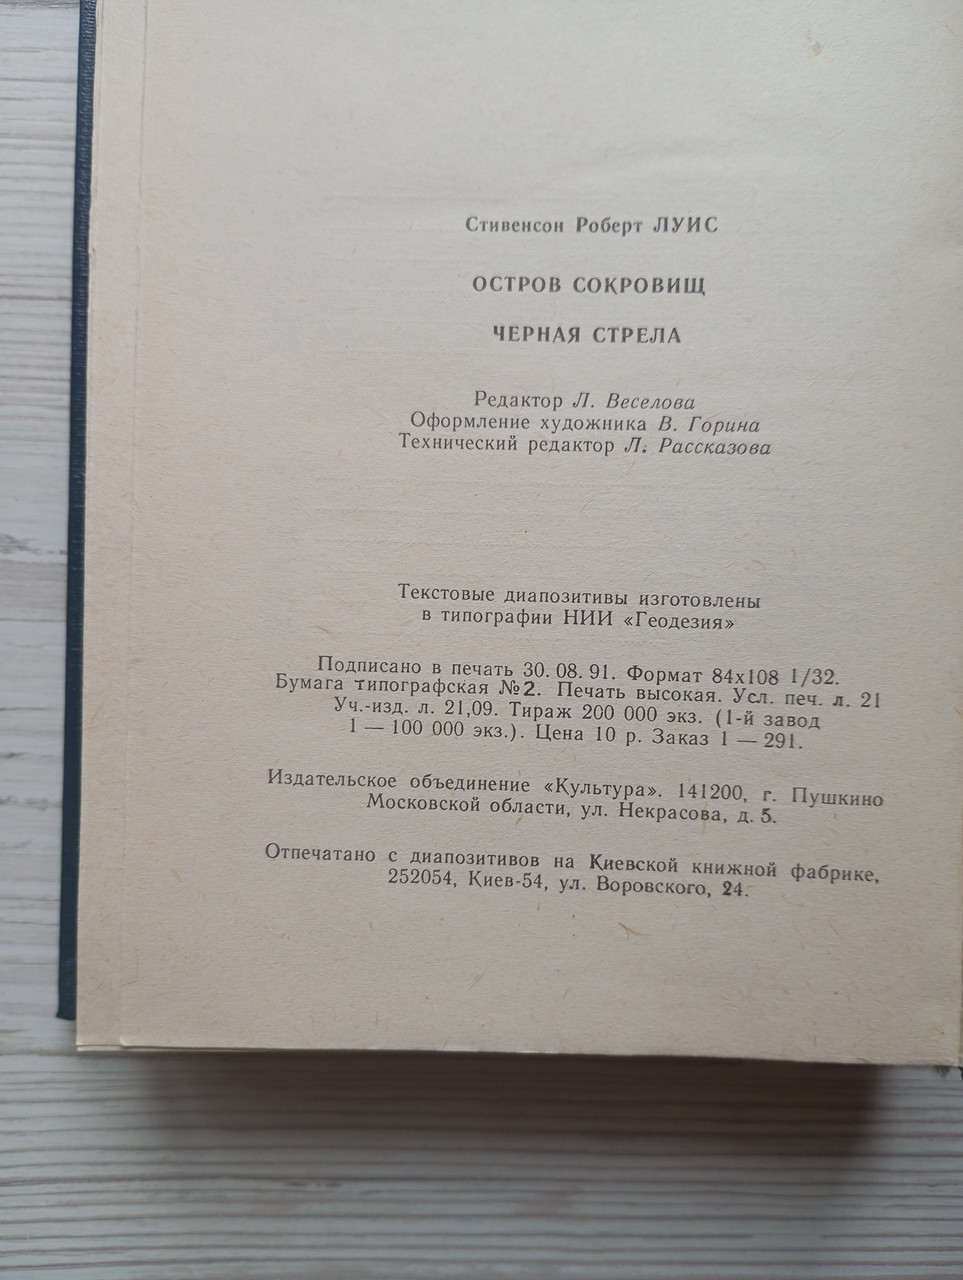 Стивенсон Роберт ЛУИС
ОСТРОВ СОКРОВИЩ
ЧЕРНАЯ СТРЕЛА
Редактор Л. Веселова
Оформление художника В. Горина
Технический редактор Л. Рассказова
Текстовые диапозитивы изготовлены
в типографии НИИ «Геодезия»
Подписано в печать 30. 08. 91. Формат 84х108 1/32.
Бумага типографская №2. Печать высокая. Усл. печ. л. 21
Уч.-изд. л. 21,09. Тираж 200 000 экз. (1-й завод
1 — 100 000 экз.). Цена 10 р. Заказ 1 — 291.
Издательское объединение «Культура». 141200, г. Пушкино
Московской области, ул. Некрасова, д. 5.
Отпечатано с диапозитивов на Киевской книжной фабрике,
252054, Киев-54, ул. Воровского, 24.